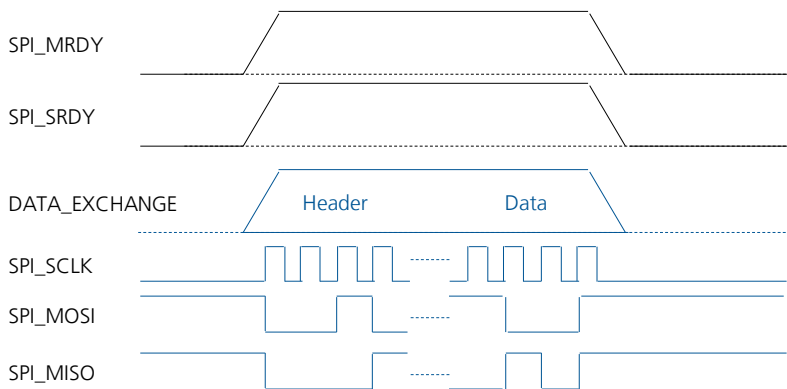 SPI_MRDY
SPI_SRDY
DATA_EXCHANGE
Header Data
SPI_SCLK
SPI_MOSI
SPI_MISO